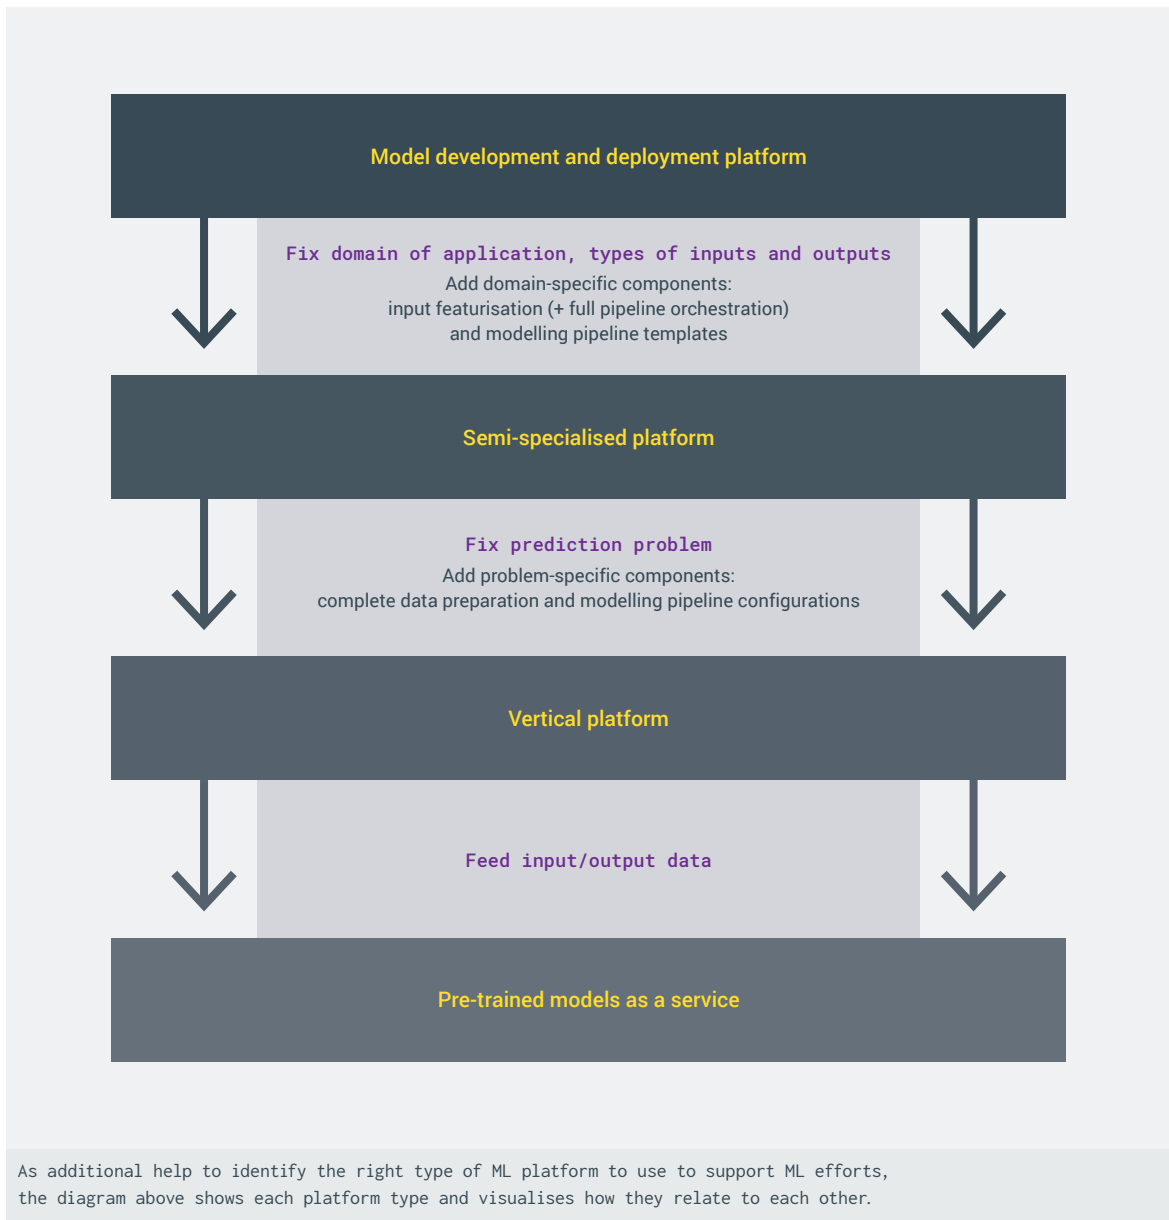 Model development and deployment platform
Fix domain of application, types of inputs and outputs
Add domain-specific components:
input featurisation (+ full pipeline orchestration)
and modelling pipeline templates
Semi-specialised platform
Fix prediction problem
Add problem-specific components:
complete data preparation and modelling pipeline configurations
Vertical platform
Feed input/output data
Pre-trained models as a service
As additional help to identify the right type of ML platform to use to support ML efforts,
the diagram above shows each platform type and visualises how they relate to each other.